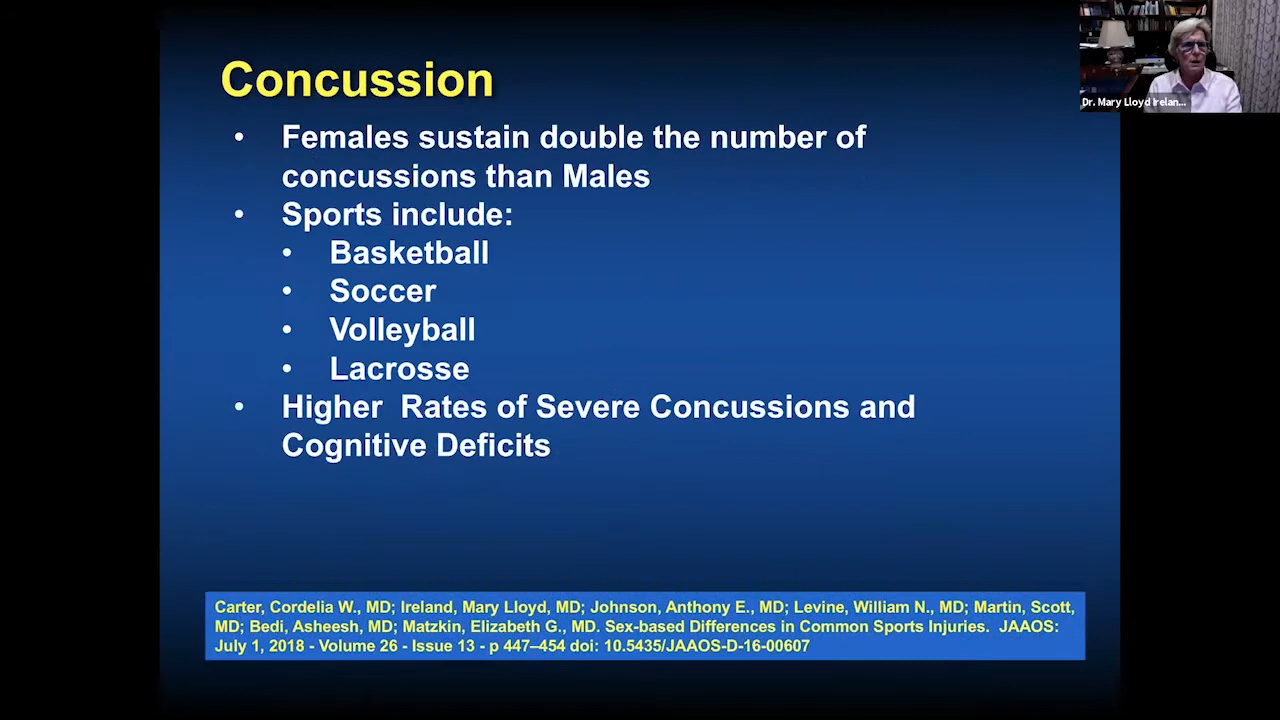 Concussion
• Females sustain double the number of
concussions than Males
• Sports include:
• Basketball
• Soccer
• Volleyball
• Lacrosse
• Higher Rates of Severe Concussions and
Cognitive Deficits
Carter, Cordelia W., MD; Ireland, Mary Lloyd, MD; Johnson, Anthony E., MD; Levine, William N., MD; Martin, Scott,
MD; Bedi, Asheesh, MD; Matzkin, Elizabeth G., MD. Sex-based Differences in Common Sports Injuries. JAAOS:
July 1, 2018 - Volume 26 - Issue 13 - p 447–454 doi: 10.5435/JAAOS-D-16-00607
Dr. Mary Lloyd Irelan...